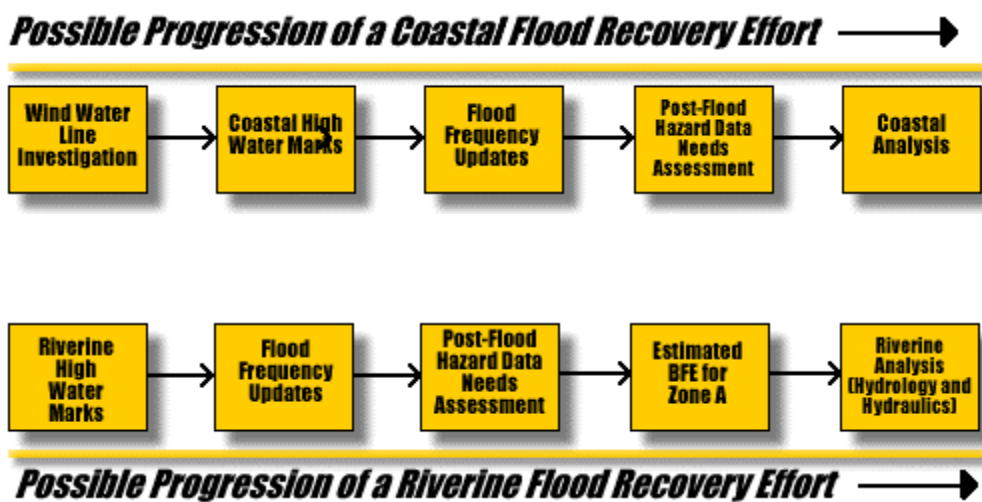 Possible Progression of a Coastal Flood Recovery Effort
Wind Water
Line
Investigation
Coastal High
Water Marks
Flood
Frequency
Updates
Post-Flood
Hazard Data
Needs
Assessment
Coastal
Analysis
Riverine
High
Water
Marks
Flood
Frequency
Updates
Post-Flood
Hazard Data
Needs
Assessment
Estimated
BFE for
Zone A
Riverine
Analysis
(Hydrology and
Hydraulics)
Possible Progression of a Riverine Flood Recovery Effort